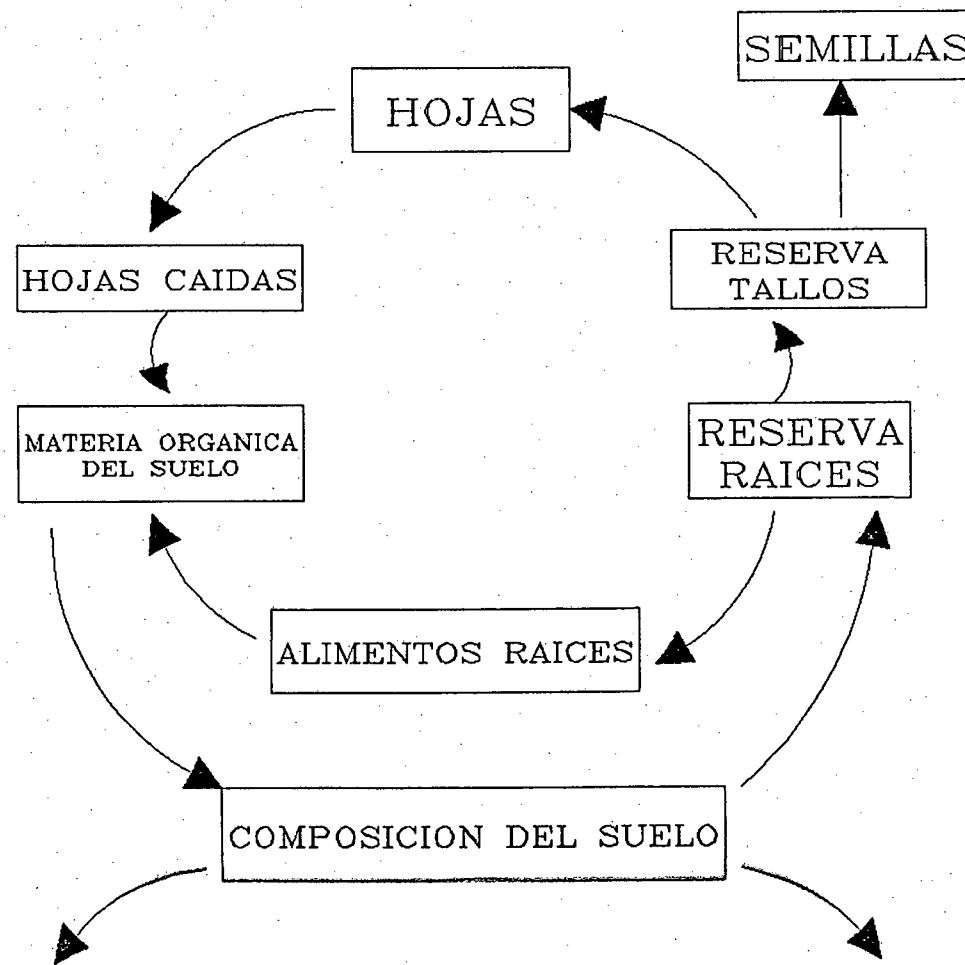 SEMILLAS
HOJAS
RESERVA
TALLOS
HOJAS CAIDAS
RESERVA
RAICES
MATERIA ORGANICA
DEL SUELO
ALIMENTOS RAICES
COMPOSICION DEL SUELO